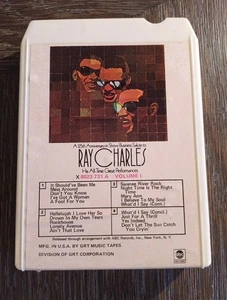 A 25th Anniversary in Show Business Salute to
RAY CHARLES
His All-Time Great Performances
X 8022-731 A VOLUME I
1
It Should've Been Me
Mess Around
Don't You Know
I've Got A Woman
A Fool For You
2
Hallelujah I Love Her So
Drown In My Own Tears
Rockhouse
Lonely Avenue
Ain't That Love
3
Swanee River Rock
Night Time Is The Right
Time
Mary Ann
I Believe To My Soul
What'd I Say (Cont.)
4
What'd I Say (Concl.)
Just For A Thrill
Yes Indeed
Don't Let The Sun Catch
You Cryin'
Released through arrangement with ABC Records, Inc., New York, N.Y.
MFG. IN U.S.A. BY GRT MUSIC TAPES
DIVISION OF GRT CORPORATION